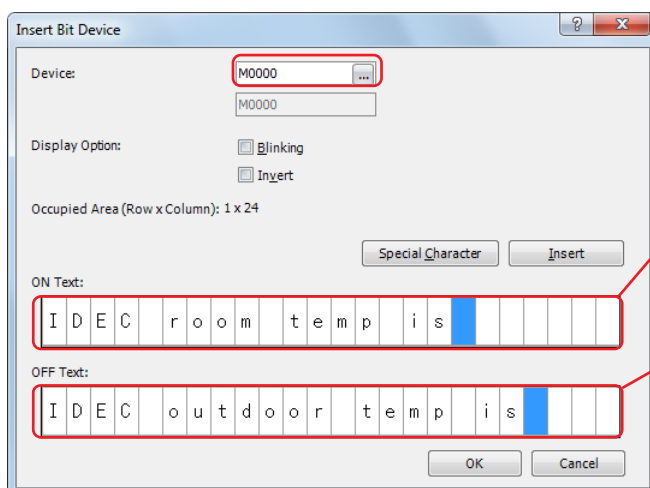 Insert Bit Device
?
X
Device:
M0000
...
M0000
Display Option:
Blinking
Invert
Occupied Area (Row x Column): 1 x 24
Special Character
Insert
ON Text:
IDEC room temp is
OFF Text:
IDEC outdoor temp is
OK
Cancel